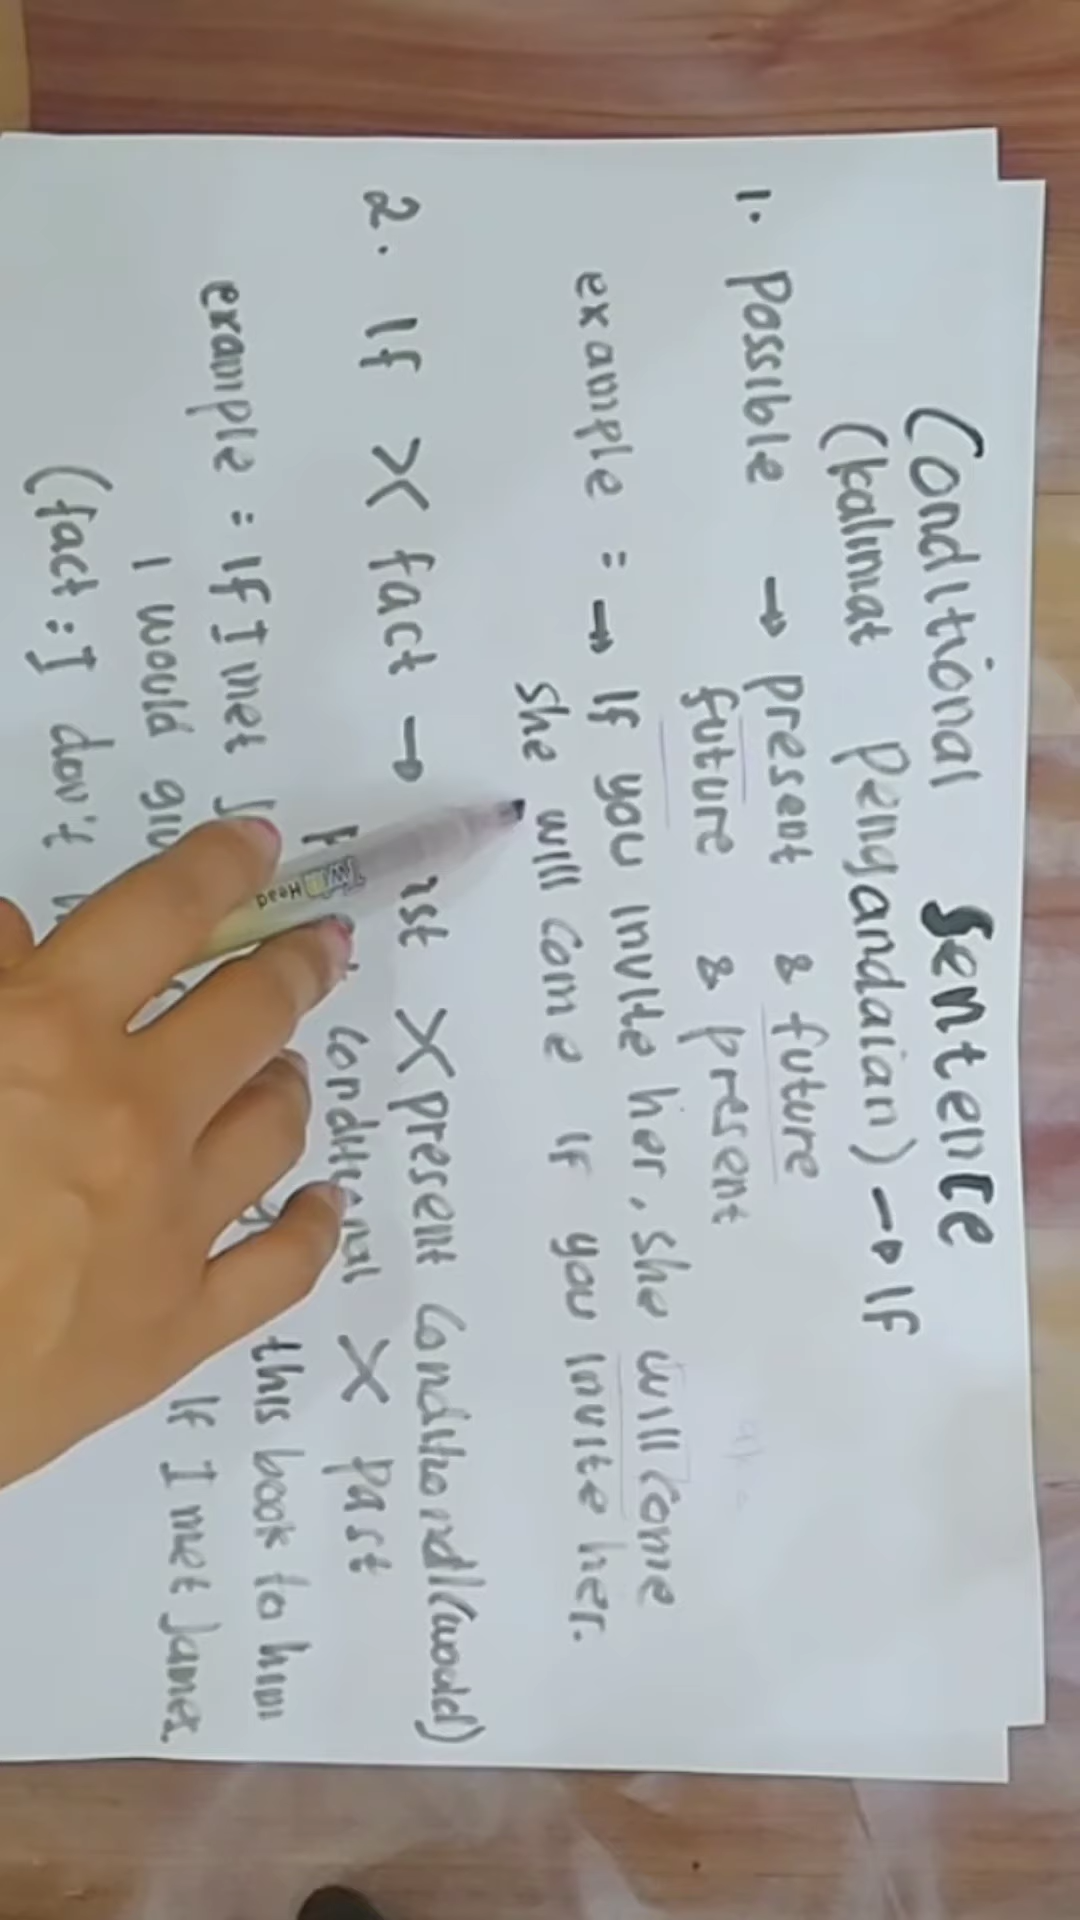 Conditional Sentence
(kalimat pengandaian) → If
1. Possible → present & future
future & present
example = → If you invite her, she will come
she will come if you invite her.
2. If X fact → X present Conditional (would)
conditional X past
example = If I met this book to him
I would If I met James
(fact : I don't
Twin Head